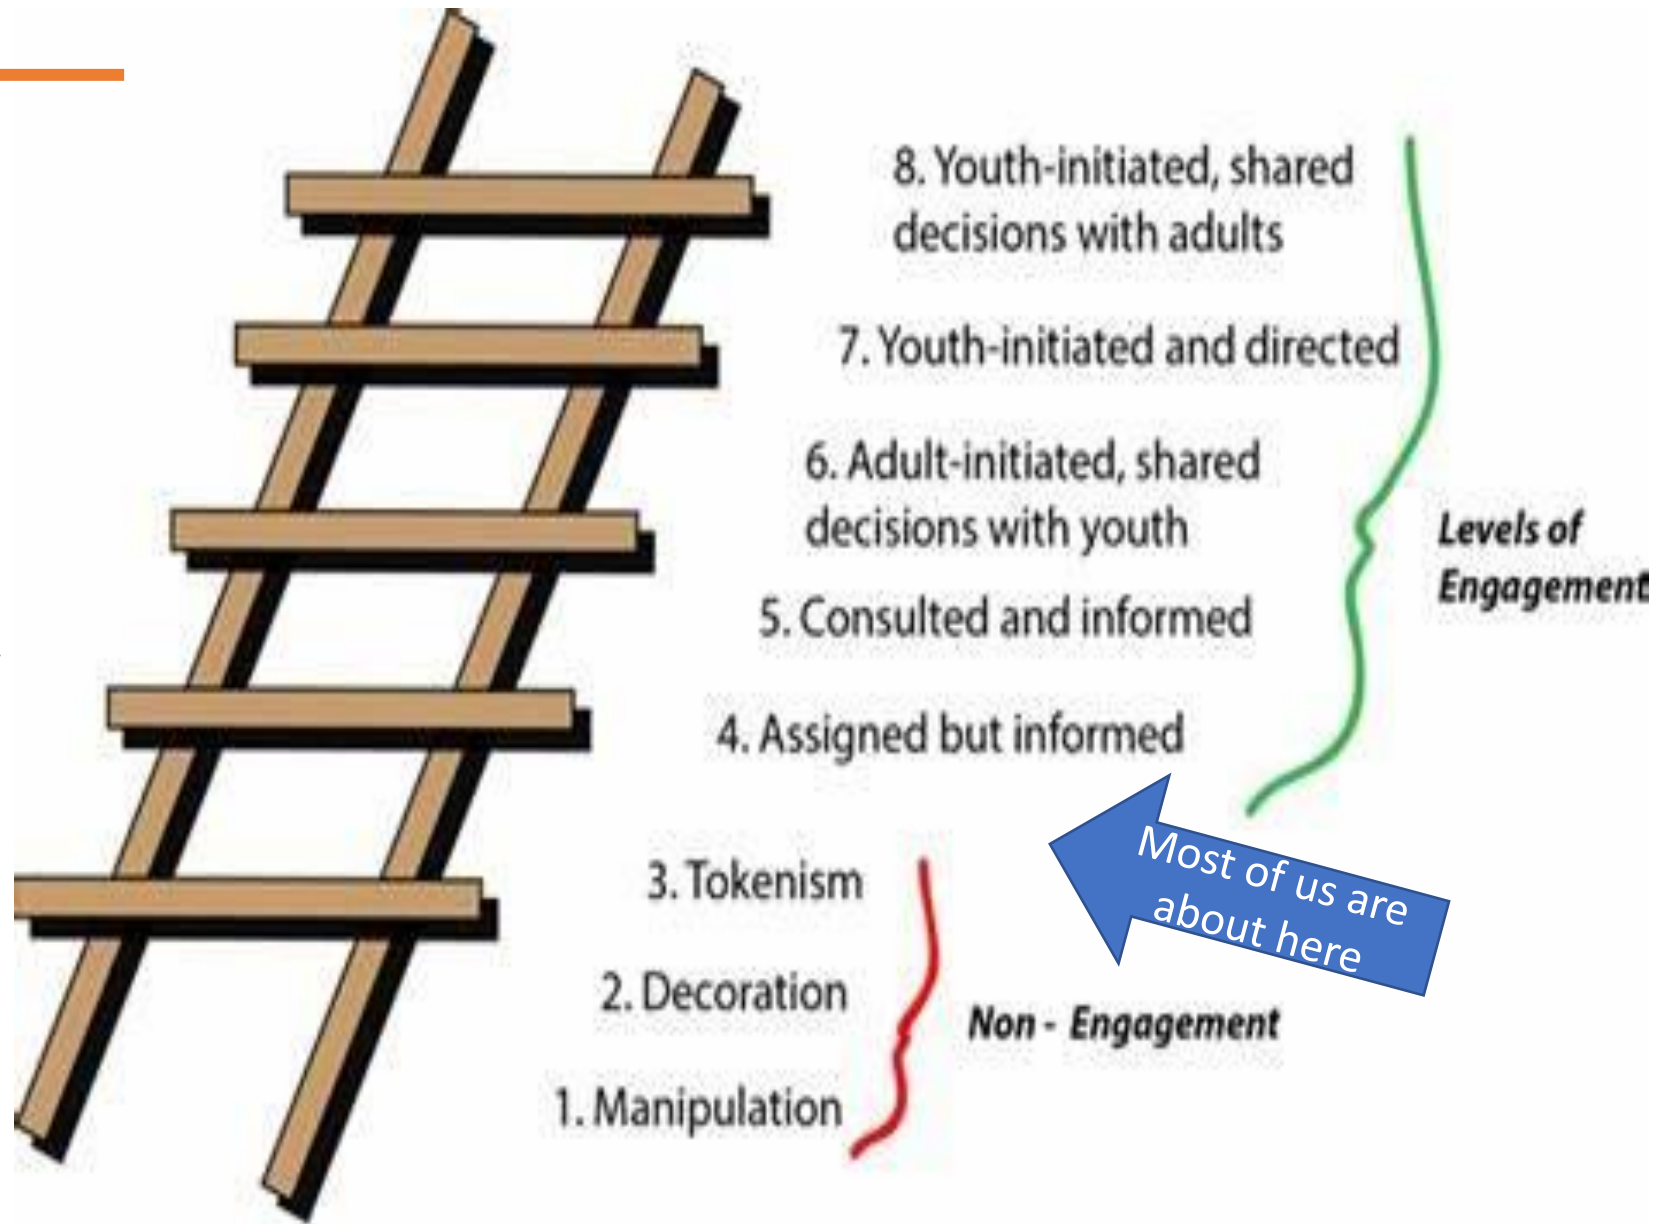 8. Youth-initiated, shared
decisions with adults
7. Youth-initiated and directed
6. Adult-initiated, shared
decisions with youth
5. Consulted and informed
4. Assigned but informed
Levels of
Engagement
Most of us are
about here
3. Tokenism
2. Decoration
1. Manipulation
Non - Engagement